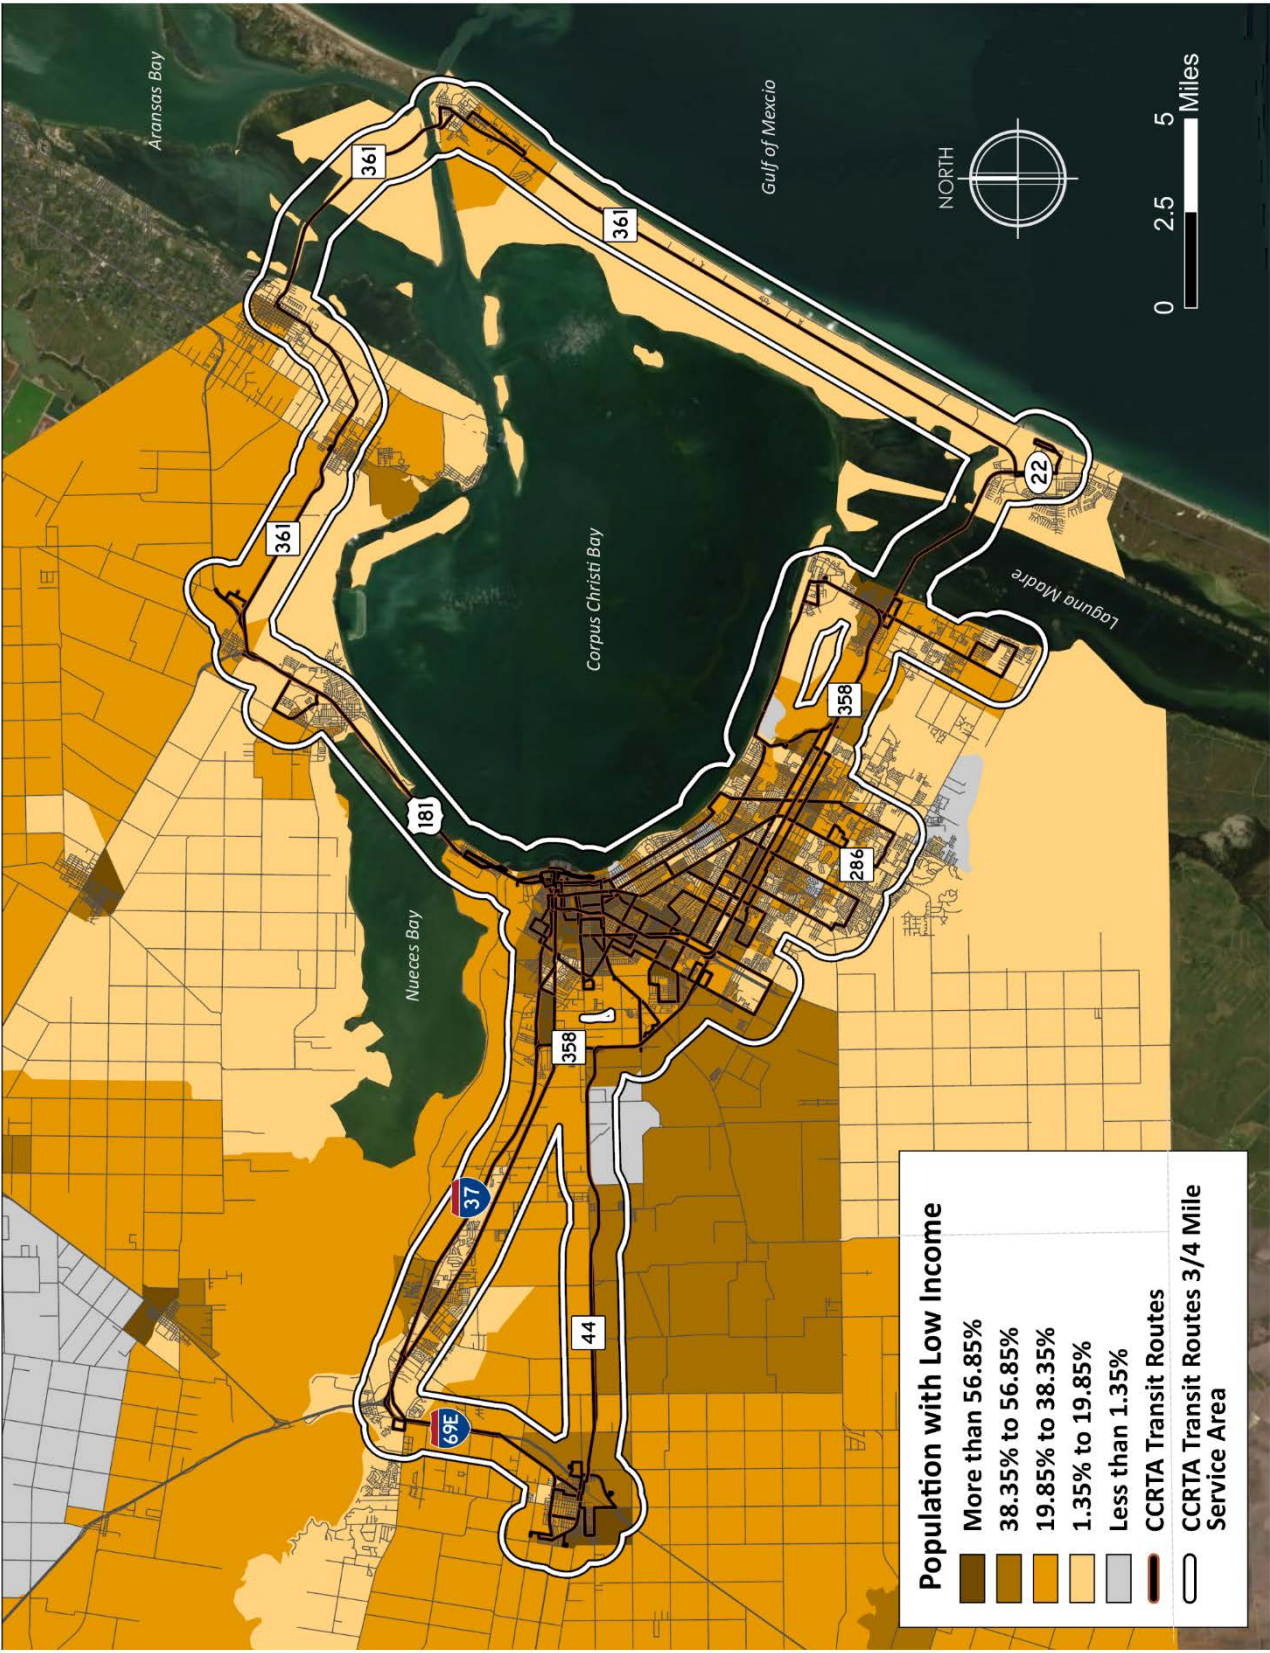 Aransas Bay
361
361
Gulf of Mexcio
NORTH
0 2.5 5 Miles
361
22
Corpus Christi Bay
Laguna Madre
181
358
286
Nueces Bay
358
37
44
69E
Population with Low Income
More than 56.85%
38.35% to 56.85%
19.85% to 38.35%
1.35% to 19.85%
Less than 1.35%
CCRTA Transit Routes
CCRTA Transit Routes 3/4 Mile
Service Area